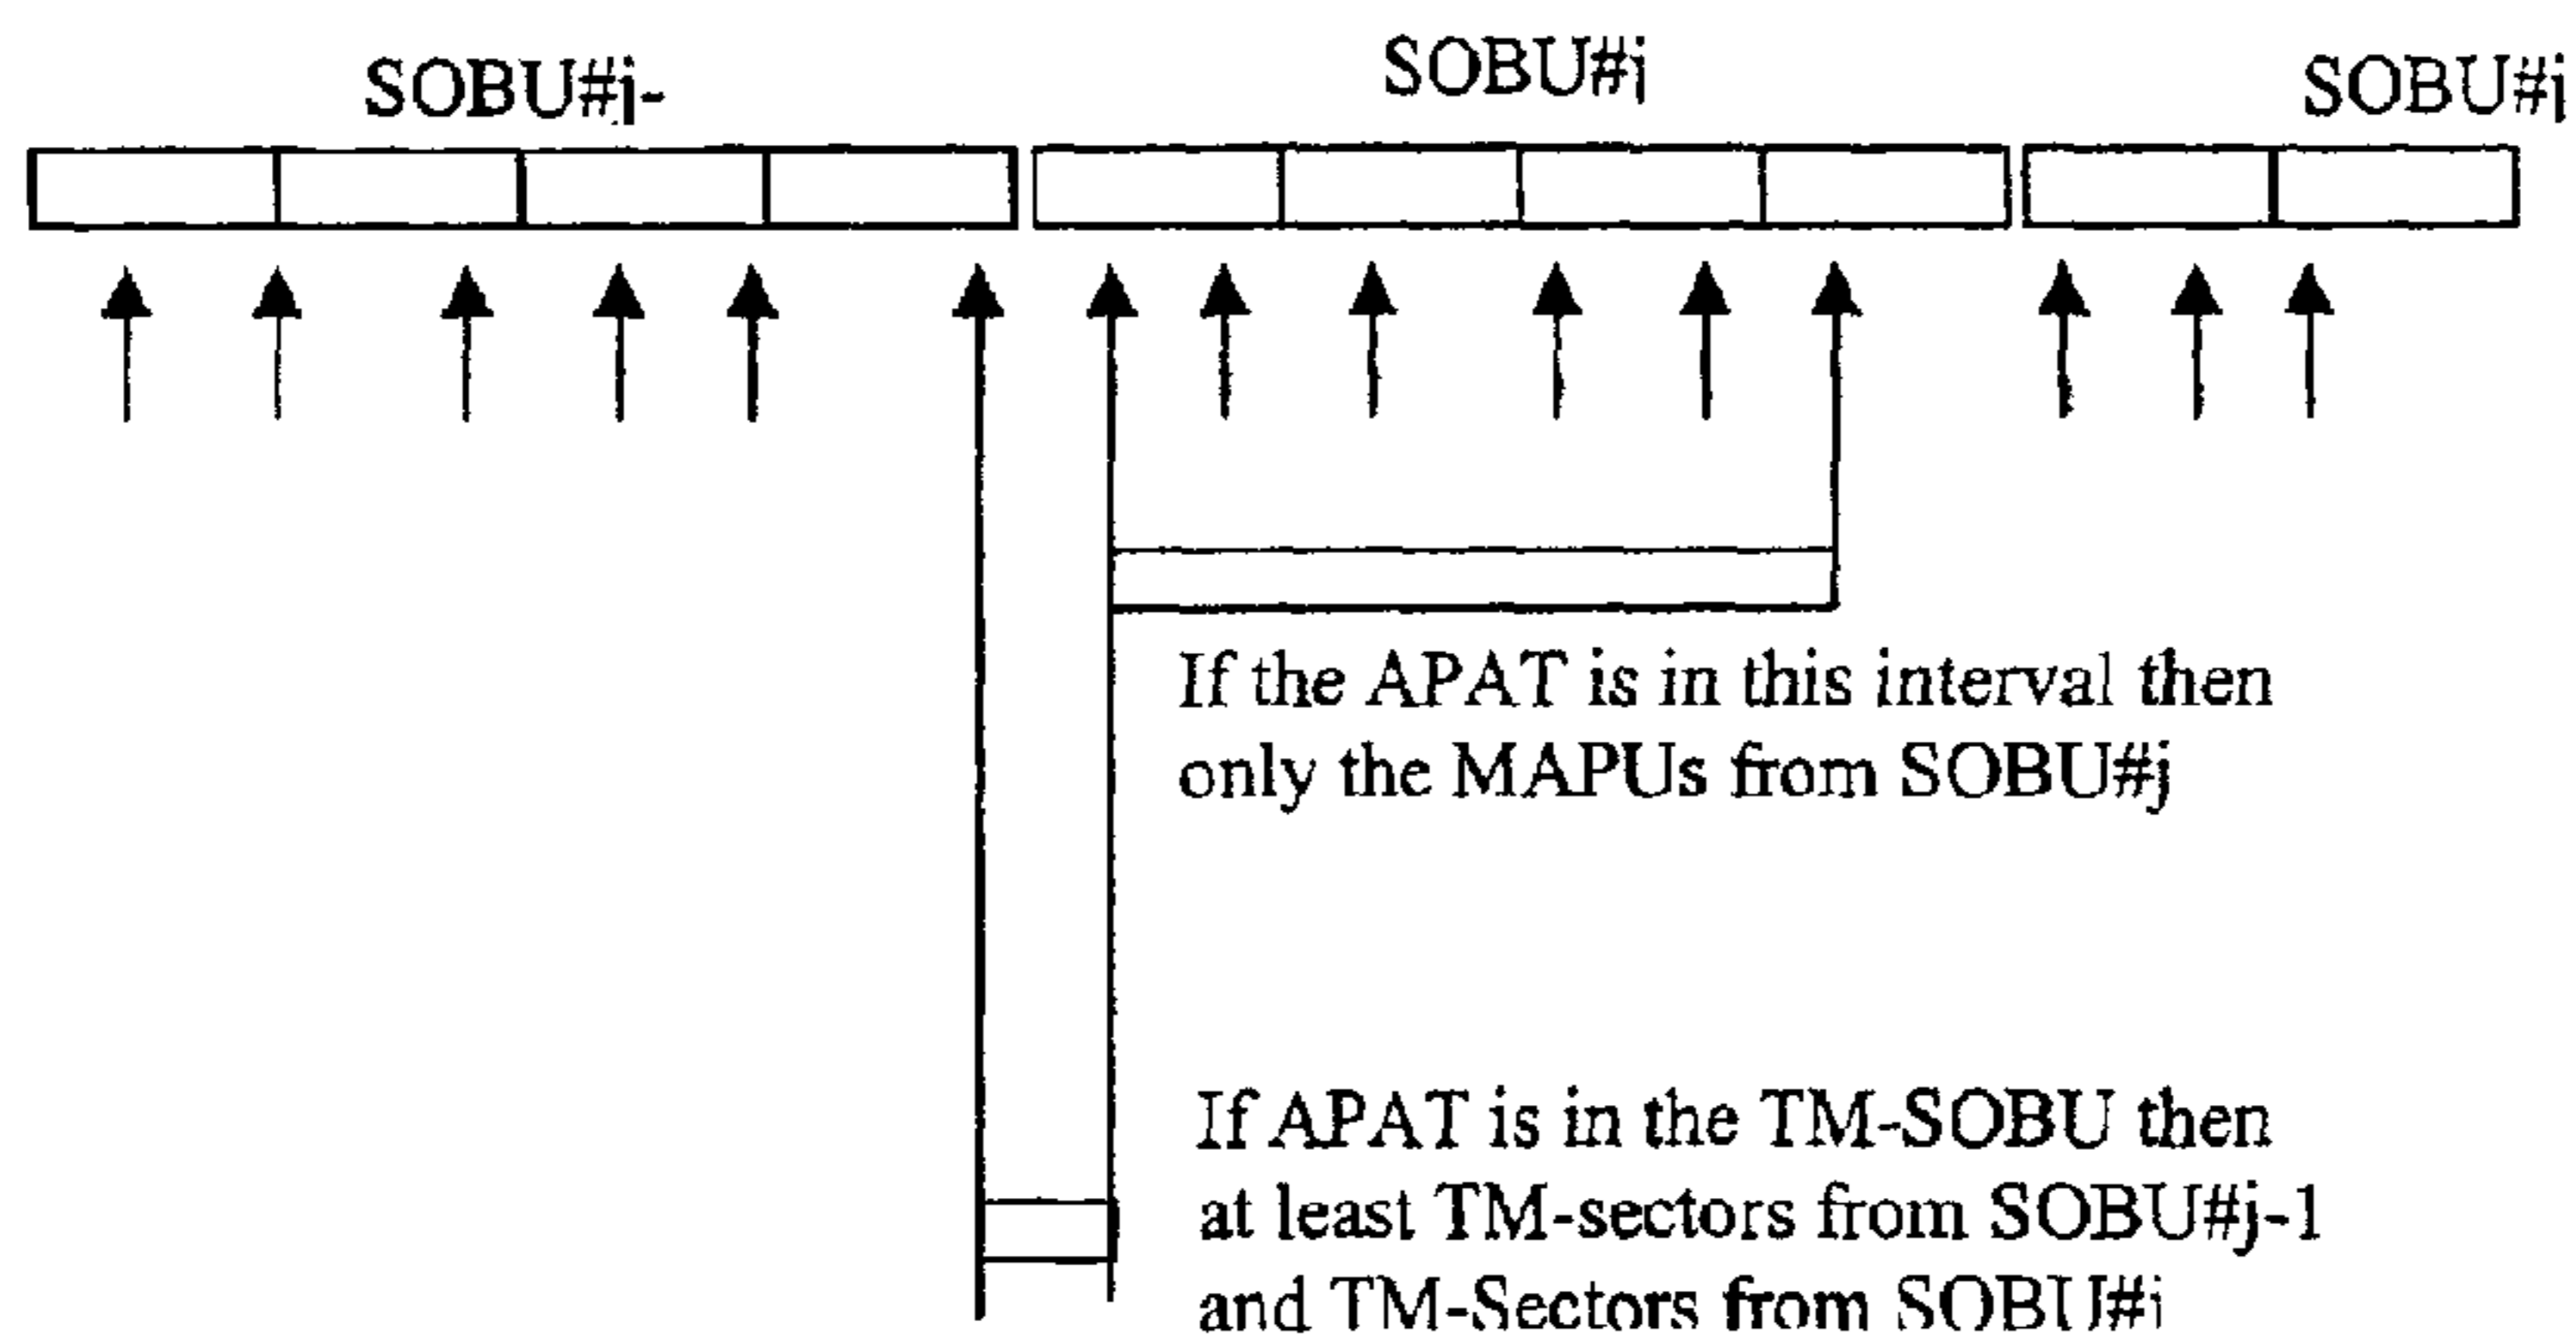 SOBU#j-
SOBU#j
SOBU#j
If the APAT is in this interval then
only the MAPUs from SOBU#j
If APAT is in the TM-SOBU then
at least TM-sectors from SOBU#j-1
and TM-Sectors from SOBU#j